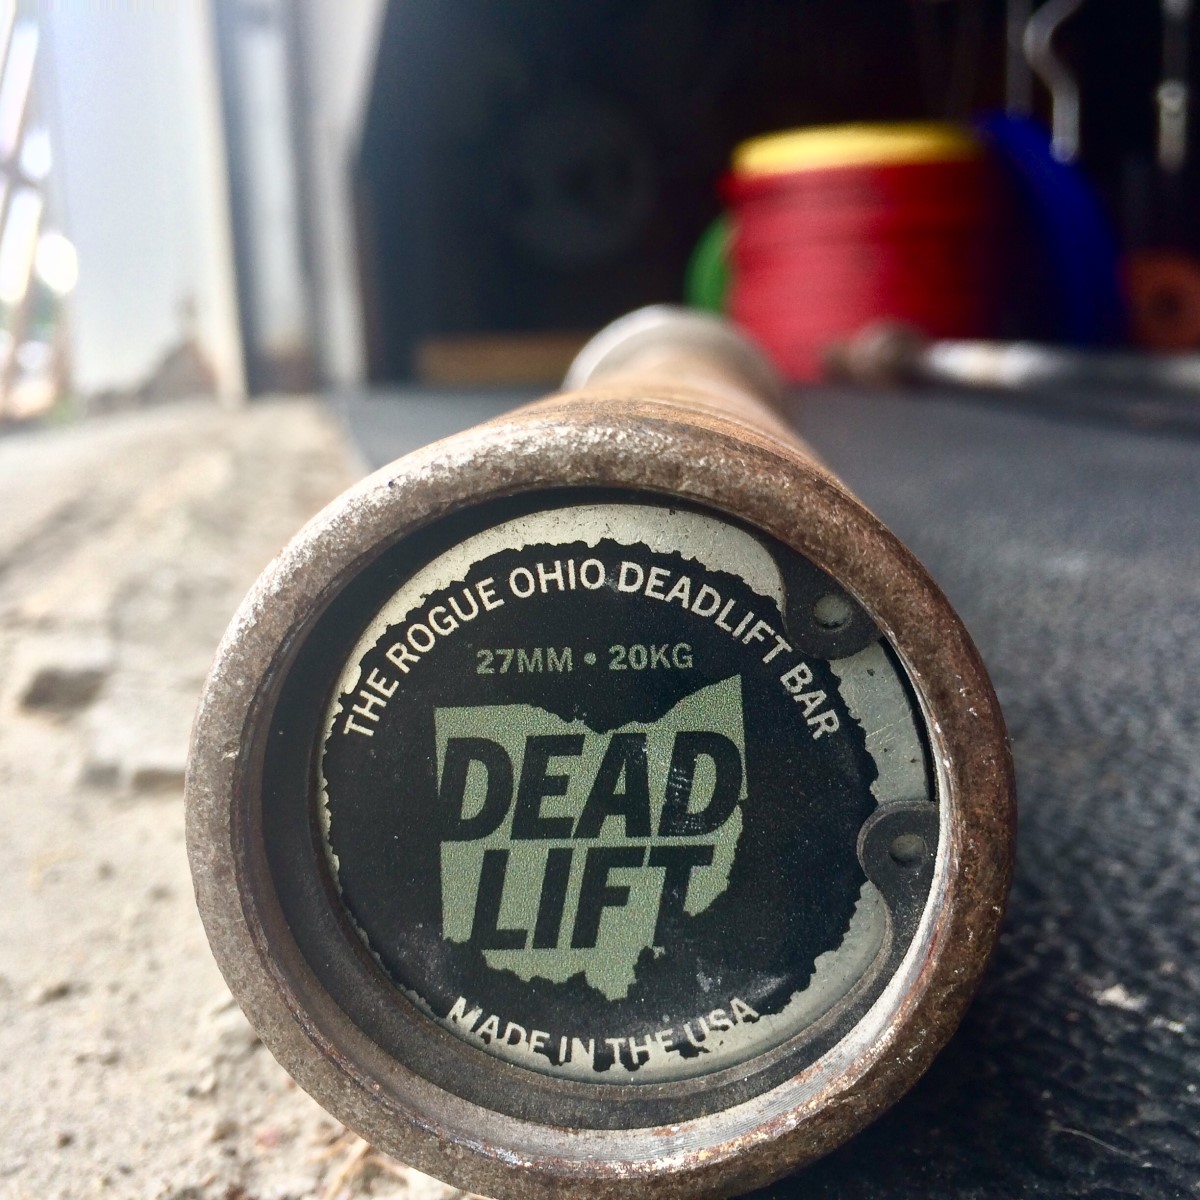 THE ROGUE OHIO DEADLIFT BAR
27MM • 20KG
DEAD
LIFT
MADE IN THE USA